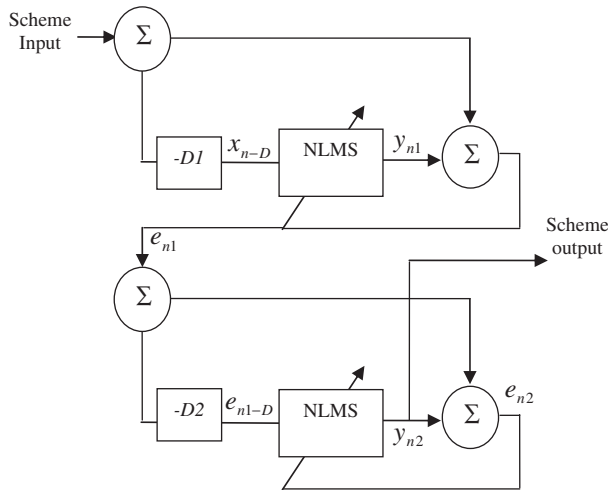 Scheme
Input
Σ
-D1
x_{n-D}
NLMS
y_{n1}
Σ
e_{n1}
Scheme
output
Σ
-D2
e_{n1-D}
NLMS
y_{n2}
Σ
e_{n2}